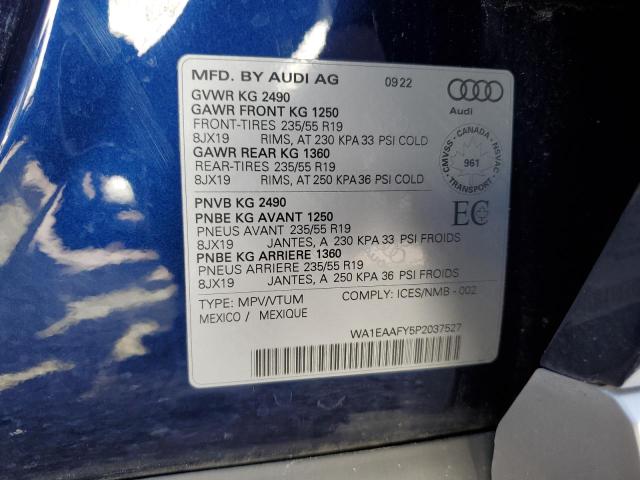 MFD. BY AUDI AG 09 22
Audi
GVWR KG 2490
GAWR FRONT KG 1250
FRONT-TIRES 235/55 R19
8JX19 RIMS, AT 230 KPA 33 PSI COLD
GAWR REAR KG 1360
REAR-TIRES 235/55 R19
8JX19 RIMS, AT 250 KPA 36 PSI COLD
CMVSS - CANADA - NSVAC
961
TRANSPORT
PNVB KG 2490
PNBE KG AVANT 1250
PNEUS AVANT 235/55 R19
8JX19 JANTES, A 230 KPA 33 PSI FROIDS
PNBE KG ARRIERE 1360
PNEUS ARRIERE 235/55 R19
8JX19 JANTES, A 250 KPA 36 PSI FROIDS
EC
TYPE: MPV/VTUM COMPLY: ICES/NMB - 002
MEXICO / MEXIQUE
WA1EAAFY5P2037527